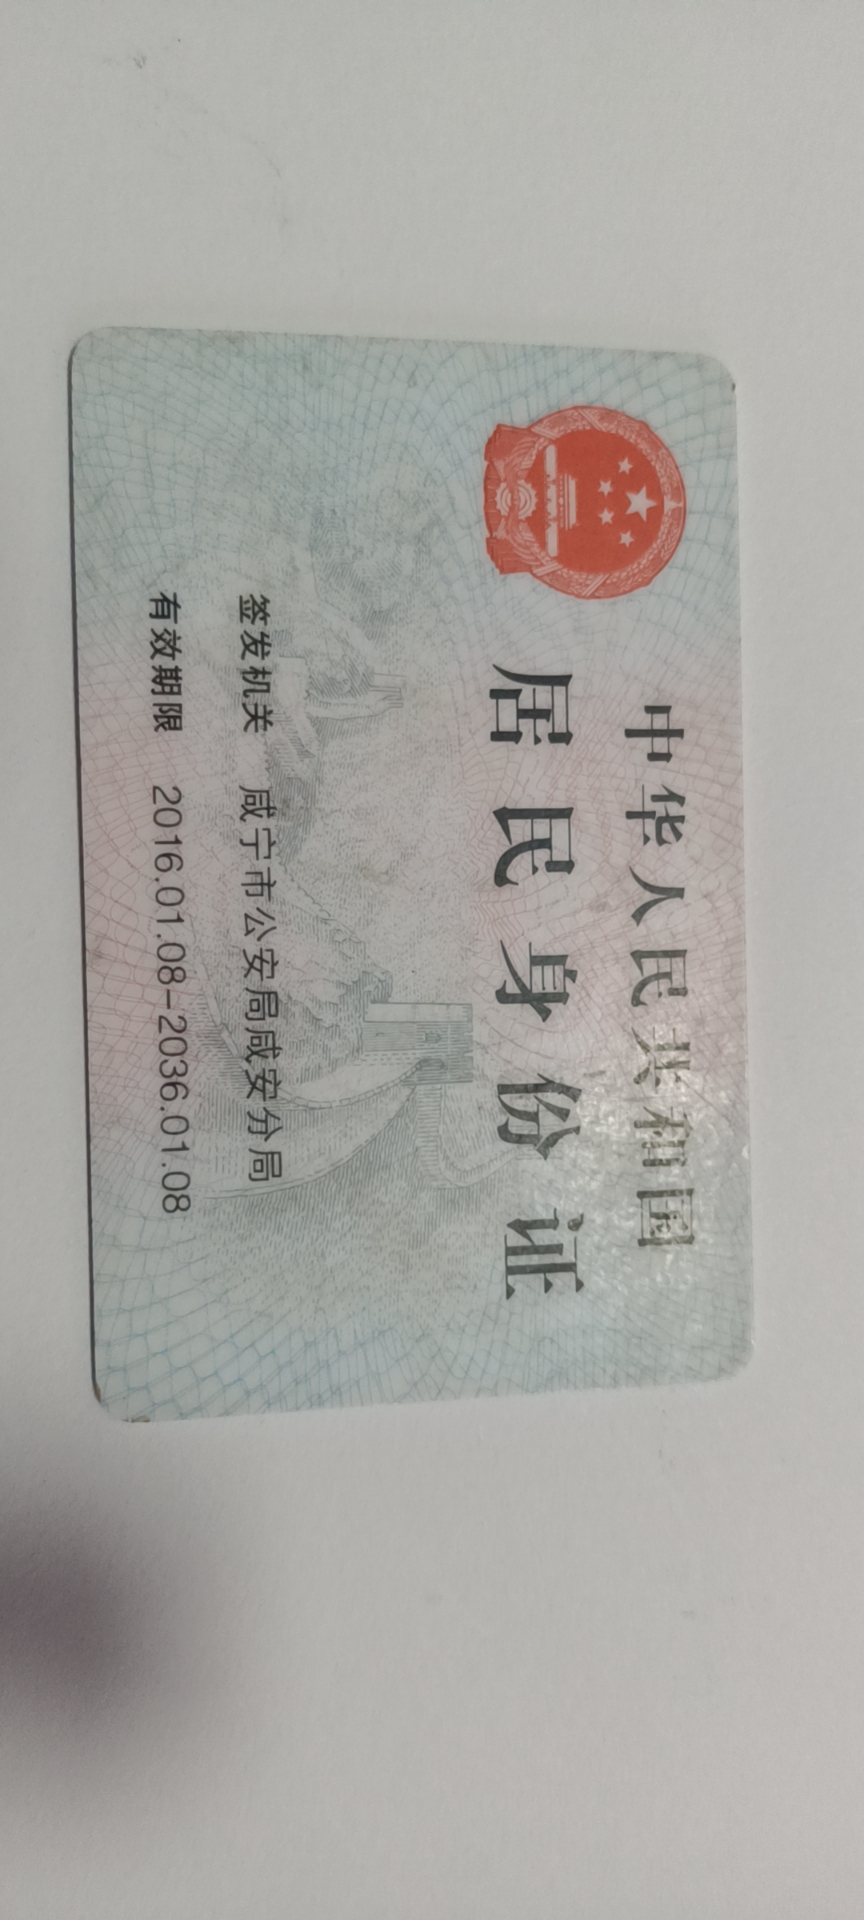 中华人民共和国
居民身份证
签发机关 咸宁市公安局咸安分局
有效期限 2016.01.08-2036.01.08